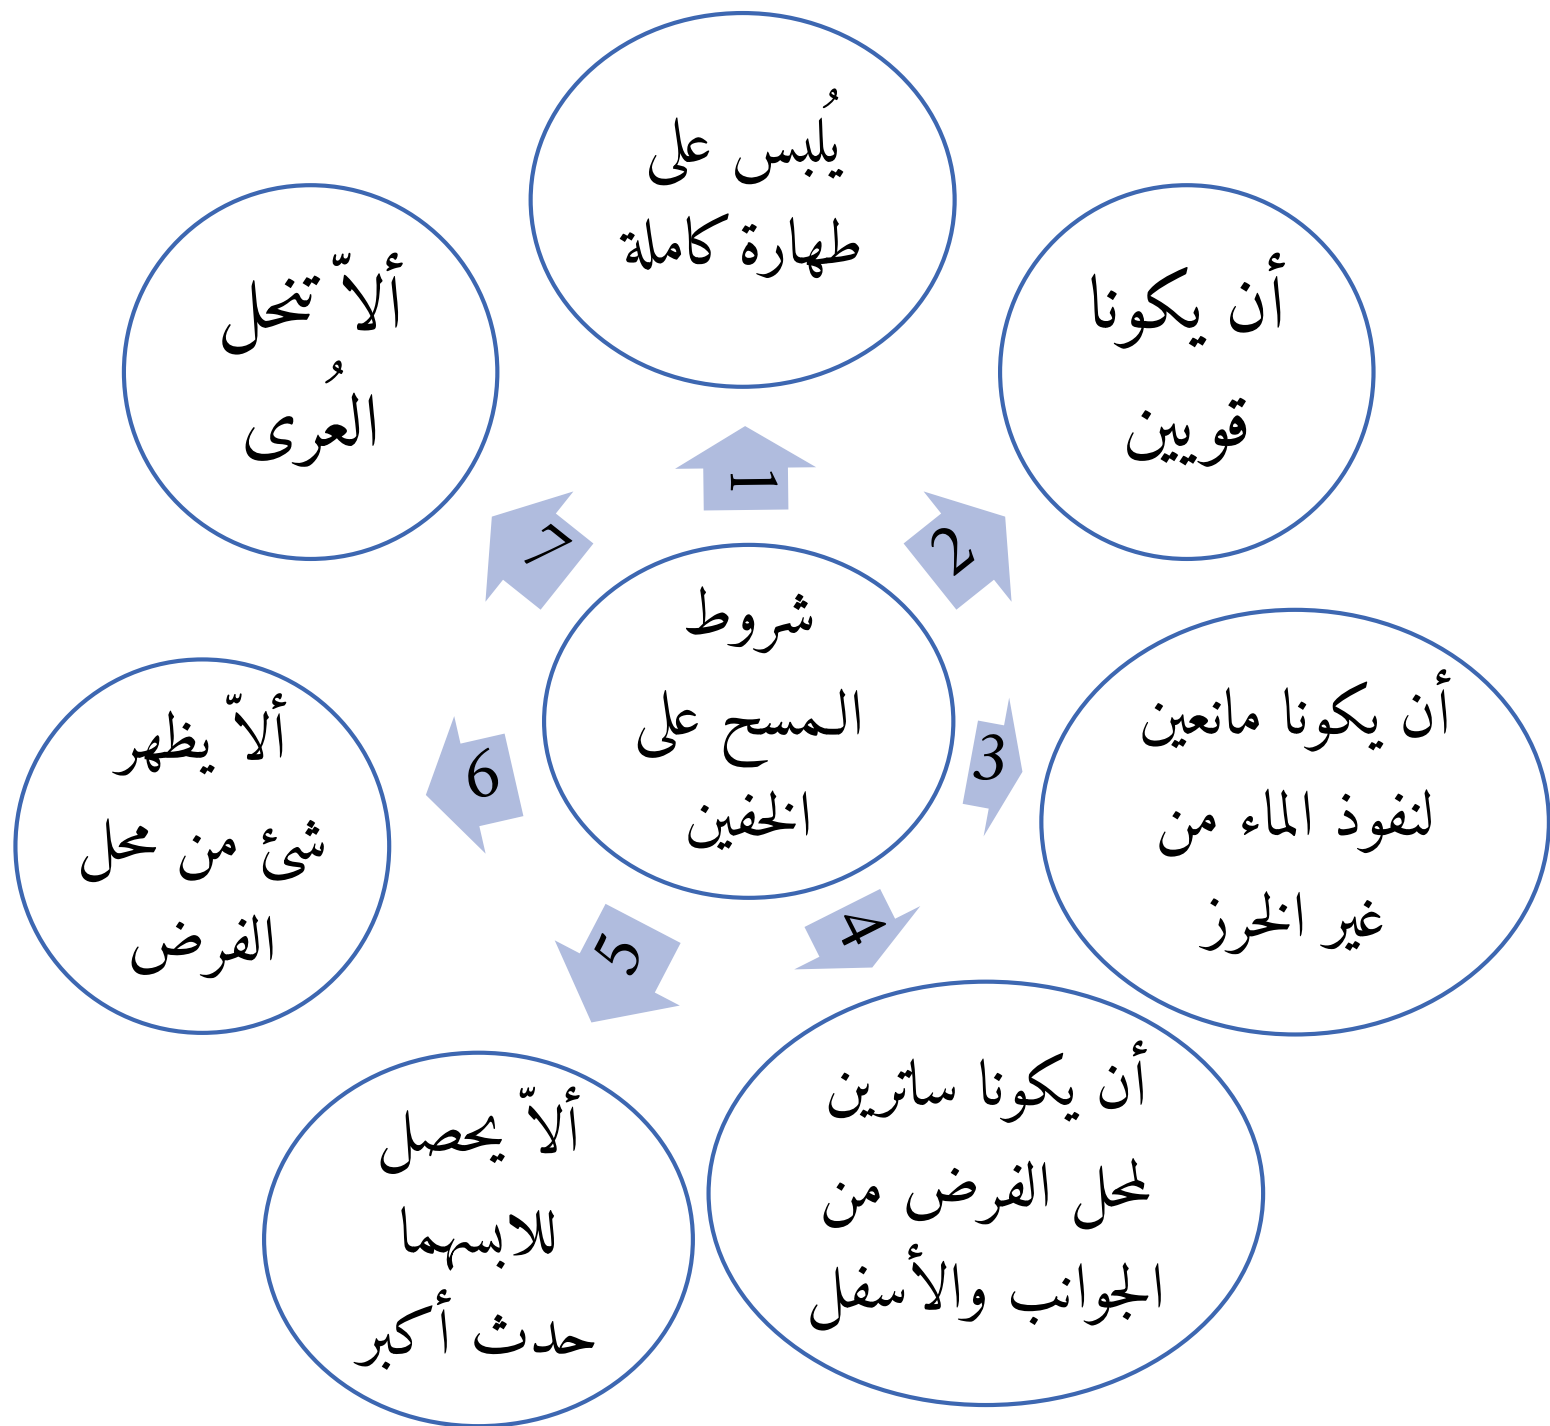 شروط
المسح على
الخفين
1
يُلبس على
طهارة كاملة
2
أن يكونا
قويين
3
أن يكونا مانعين
لنفوذ الماء من
غير الخرز
4
أن يكونا ساترين
لمحل الفرض من
الجوانب والأسفل
5
ألاّ يحصل
للابسهما
حدث أكبر
6
ألاّ يظهر
شئ من محل
الفرض
7
ألاّ تنحل
العُرى